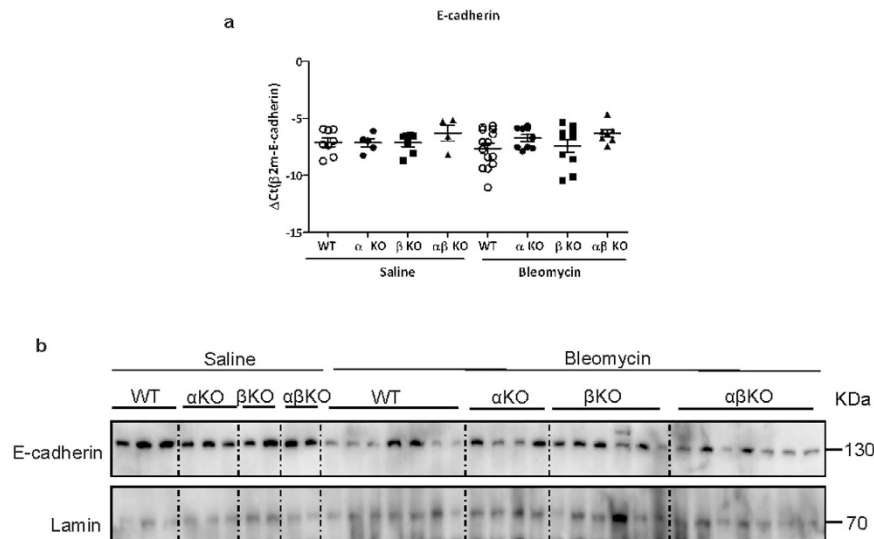 E-cadherin
a
0
-5
-10
-15
ΔCt(β2m-E-cadherin)
WT α KO β KO αβ KO WT α KO β KO αβ KO
Saline Bleomycin
b
Saline Bleomycin
WT αKO βKO αβKO WT αKO βKO αβKO KDa
E-cadherin 130
Lamin 70